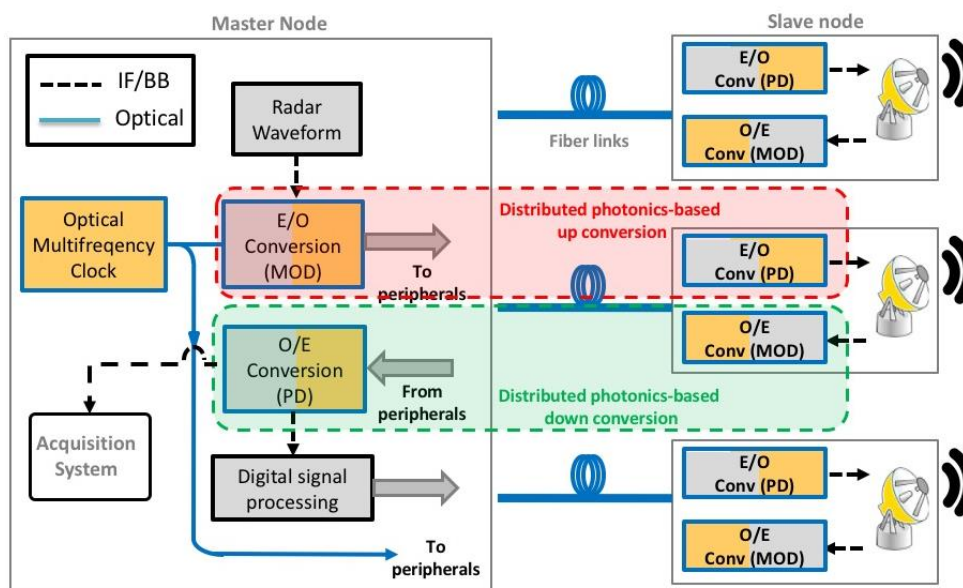 Master Node
Slave node
IF/BB
Optical
Radar
Waveform
Optical
Multifreqency
Clock
E/O
Conversion
(MOD)
To
peripherals
O/E
Conversion
(PD)
From
peripherals
Acquisition
System
Digital signal
processing
To
peripherals
Fiber links
Distributed photonics-based
up conversion
Distributed photonics-based
down conversion
E/O
Conv (PD)
O/E
Conv (MOD)
E/O
Conv (PD)
O/E
Conv (MOD)
E/O
Conv (PD)
O/E
Conv (MOD)